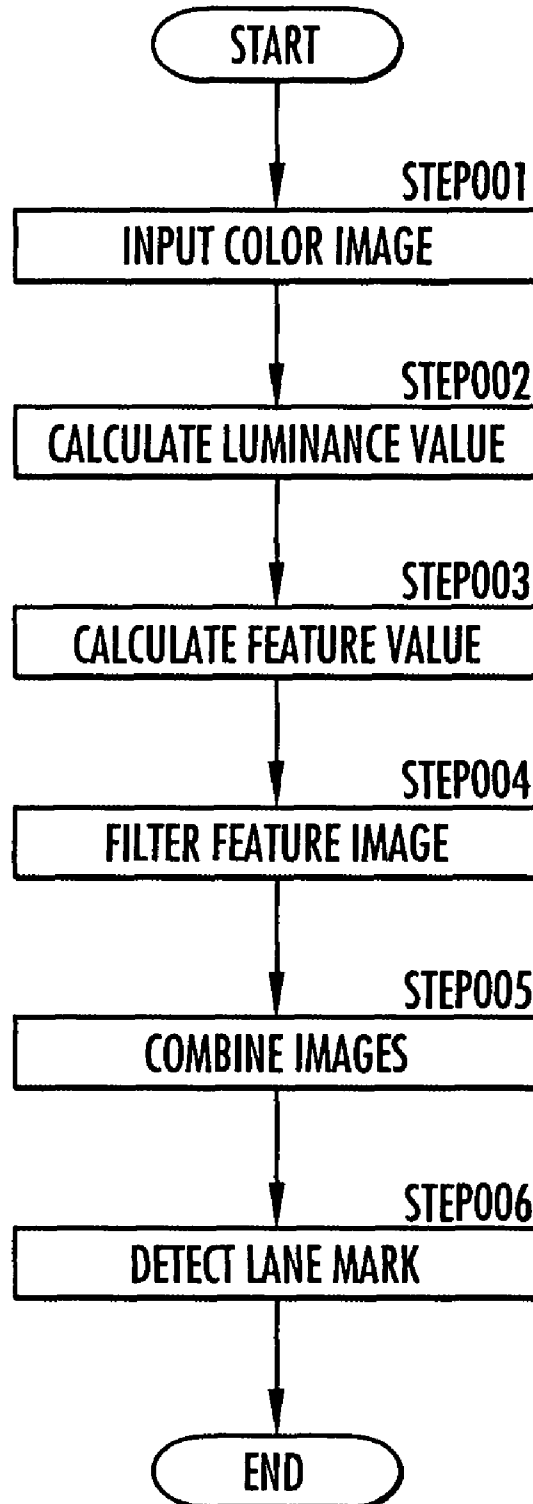 START
STEP001
INPUT COLOR IMAGE
STEP002
CALCULATE LUMINANCE VALUE
STEP003
CALCULATE FEATURE VALUE
STEP004
FILTER FEATURE IMAGE
STEP005
COMBINE IMAGES
STEP006
DETECT LANE MARK
END